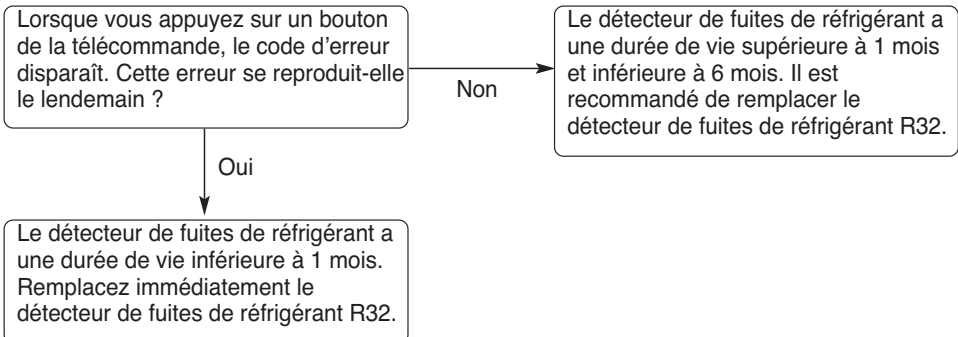 Lorsque vous appuyez sur un bouton
de la télécommande, le code d'erreur
disparaît. Cette erreur se reproduit-elle
le lendemain ?
Non
Le détecteur de fuites de réfrigérant a
une durée de vie supérieure à 1 mois
et inférieure à 6 mois. Il est
recommandé de remplacer le
détecteur de fuites de réfrigérant R32.
Oui
Le détecteur de fuites de réfrigérant a
une durée de vie inférieure à 1 mois.
Remplacez immédiatement le
détecteur de fuites de réfrigérant R32.